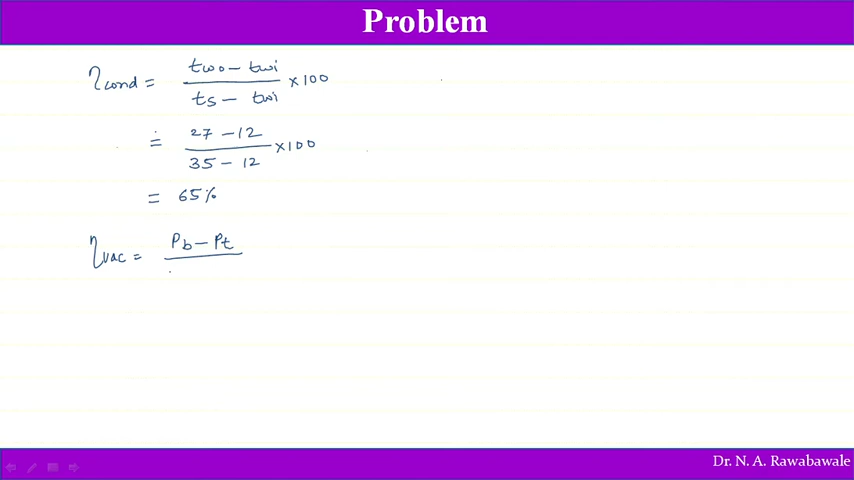 Problem
ηcond = two - twi / ts - twi × 100
= 27 - 12 / 35 - 12 × 100
= 65%
ηvac = Pb - Pt
Dr. N. A. Rawabawale